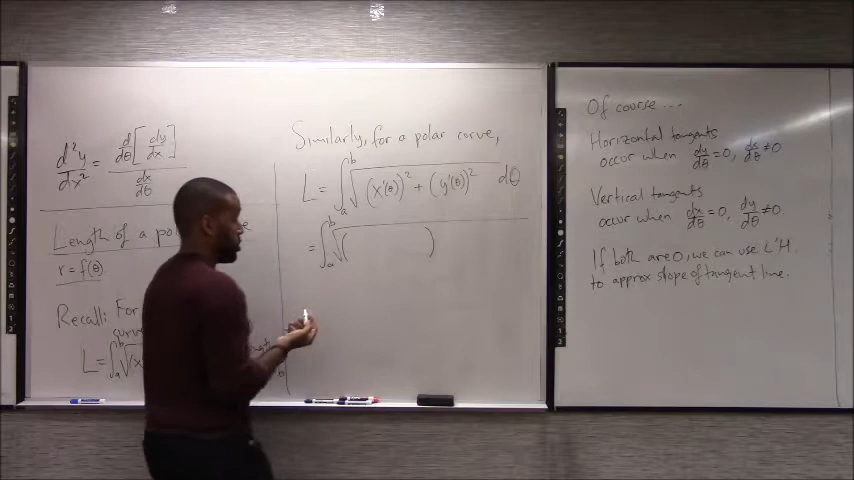 d²y/dx² = d/dθ[dy/dx] / dx/dθ
Length of a po
r = f(θ)
Recall: For
curve
L = ∫ₐᵇ √(x
Similarly, for a polar curve,
L = ∫ₐᵇ √(x'(θ))² + (y'(θ))² dθ
= ∫ₐᵇ √( )
Of course ...
Horizontal tangents
occur when dy/dθ = 0, dx/dθ ≠ 0
Vertical tangents
occur when dx/dθ = 0, dy/dθ ≠ 0.
If both are 0, we can use L'H.
to approx slope of tangent line.